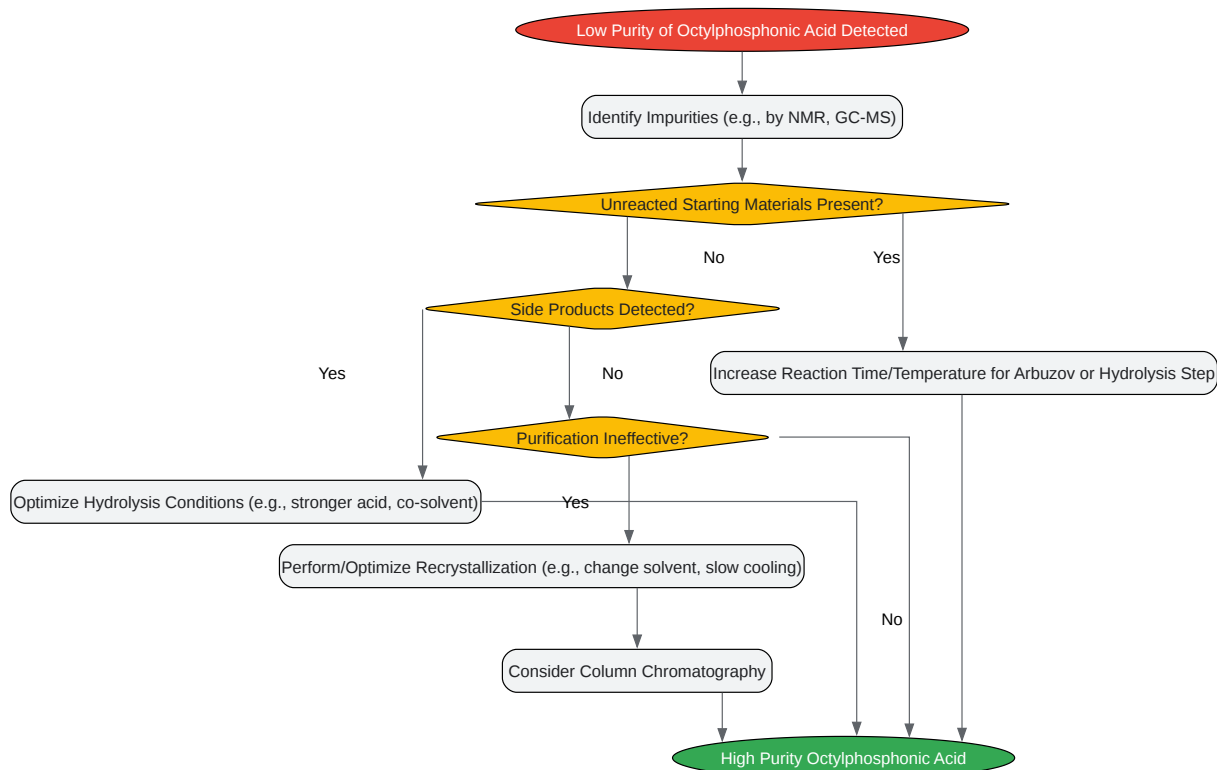 Low Purity of Octylphosphonic Acid Detected
Identify Impurities (e.g., by NMR, GC-MS)
Unreacted Starting Materials Present?
No
Yes
Side Products Detected?
Yes
No
Increase Reaction Time/Temperature for Arbuzov or Hydrolysis Step
Purification Ineffective?
Optimize Hydrolysis Conditions (e.g., stronger acid, co-solvent)
Yes
Perform/Optimize Recrystallization (e.g., change solvent, slow cooling)
No
Consider Column Chromatography
High Purity Octylphosphonic Acid